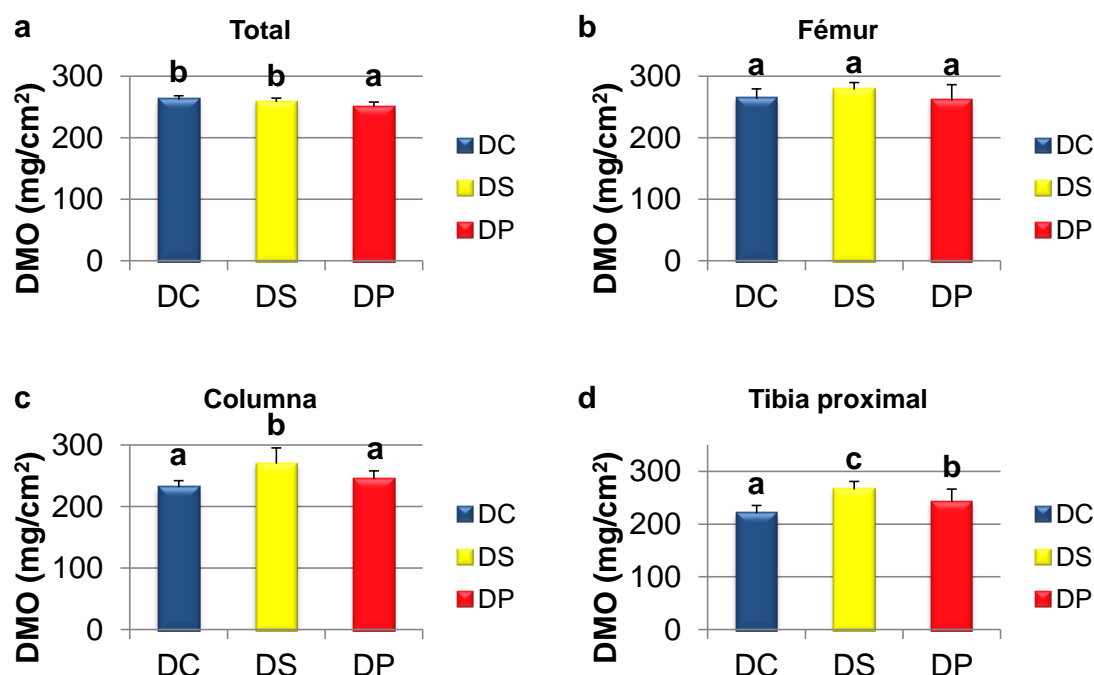 a
Total
DMO (mg/cm²)
300
200
100
0
b
b
a
DC
DS
DP
DC
DS
DP
b
Fémur
DMO (mg/cm²)
300
200
100
0
a
a
a
DC
DS
DP
DC
DS
DP
c
Columna
DMO (mg/cm²)
300
200
100
0
a
b
a
DC
DS
DP
DC
DS
DP
d
Tibia proximal
DMO (mg/cm²)
300
200
100
0
a
c
b
DC
DS
DP
DC
DS
DP